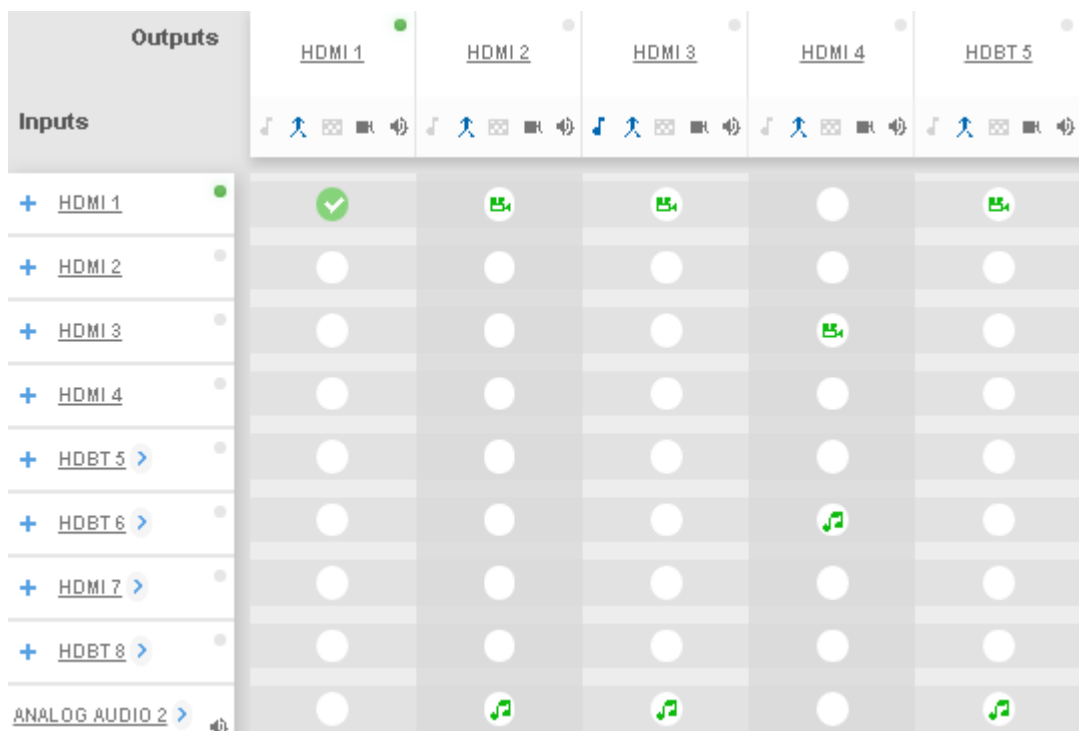 Outputs
HDMI 1
HDMI 2
HDMI 3
HDMI 4
HDBT 5
Inputs
HDMI 1
HDMI 2
HDMI 3
HDMI 4
HDBT 5
HDBT 6
HDMI 7
HDBT 8
ANALOG AUDIO 2